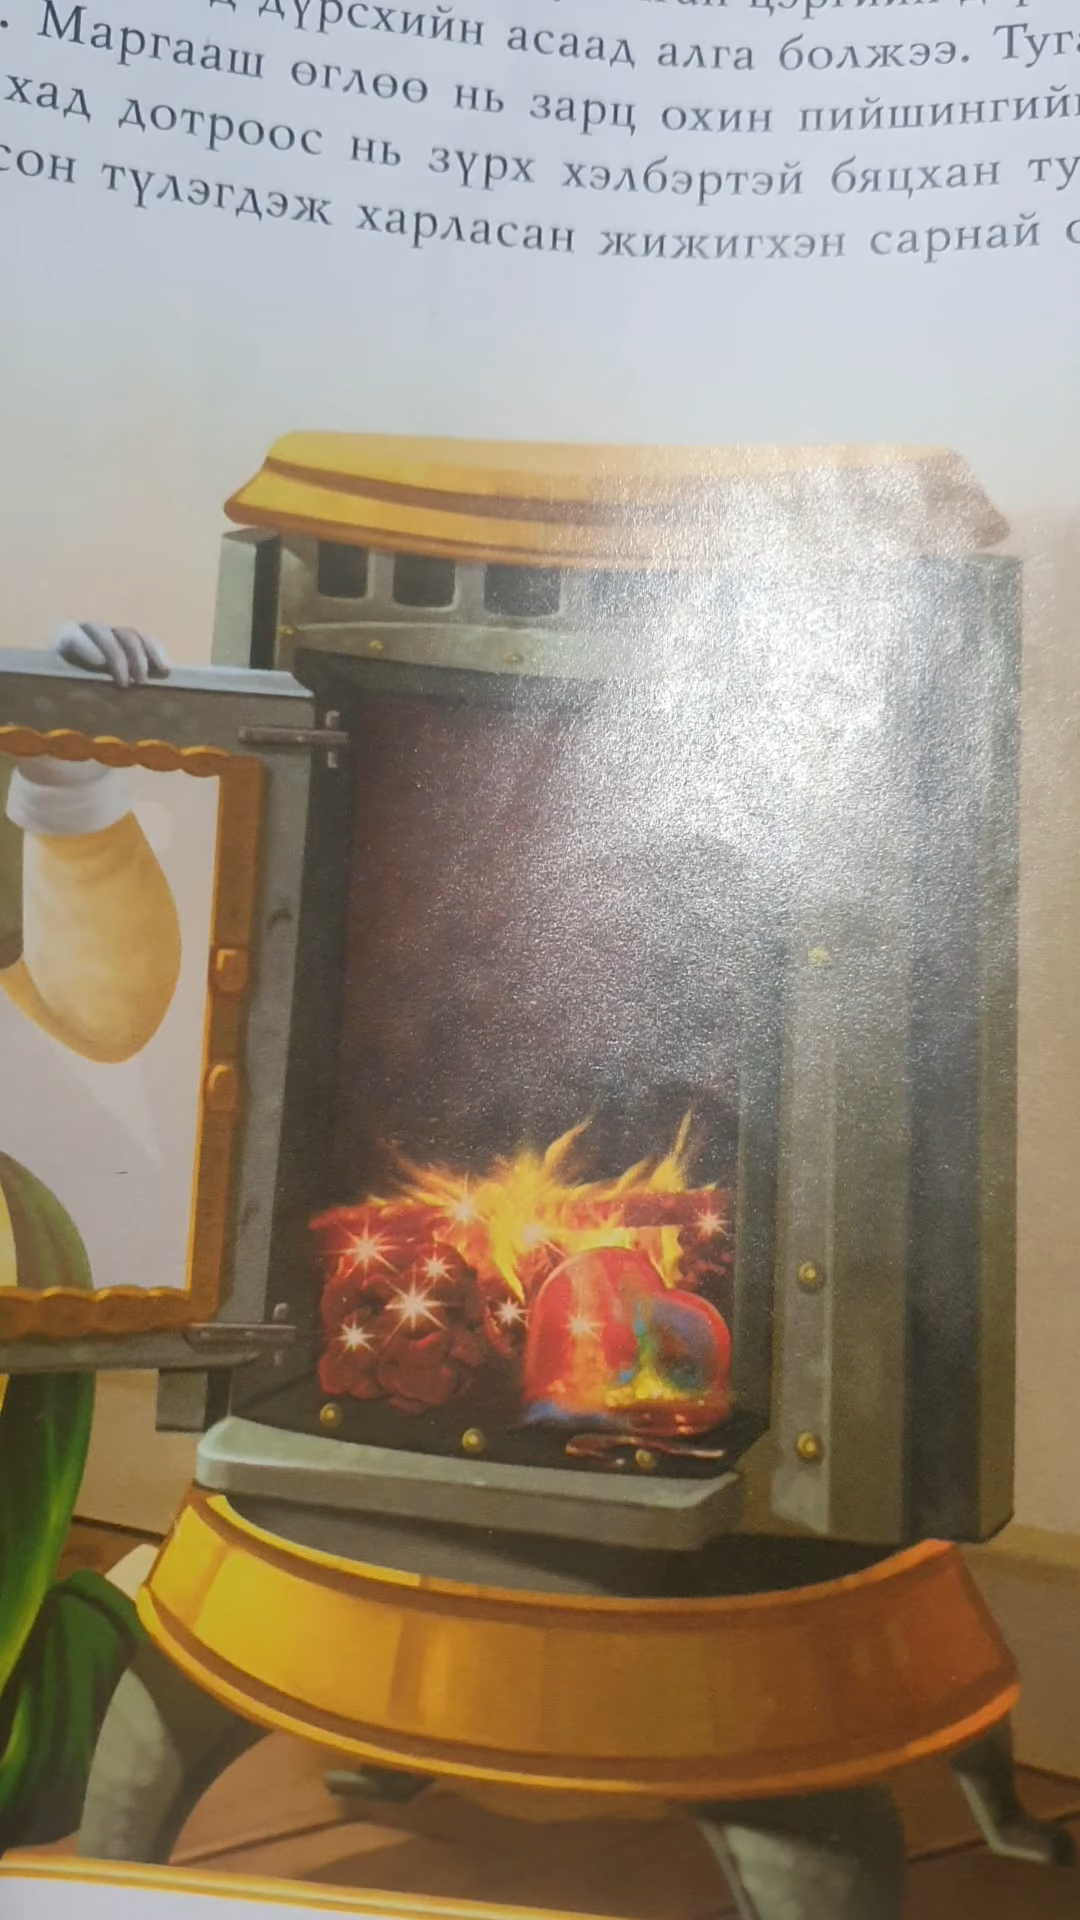 дүрсхийн асаад алга болжээ. Туг
. Маргааш өглөө нь зарц охин пийшингийн
хад дотроос нь зүрх хэлбэртэй бяцхан ту
сон түлэгдэж харласан жижигхэн сарнай с